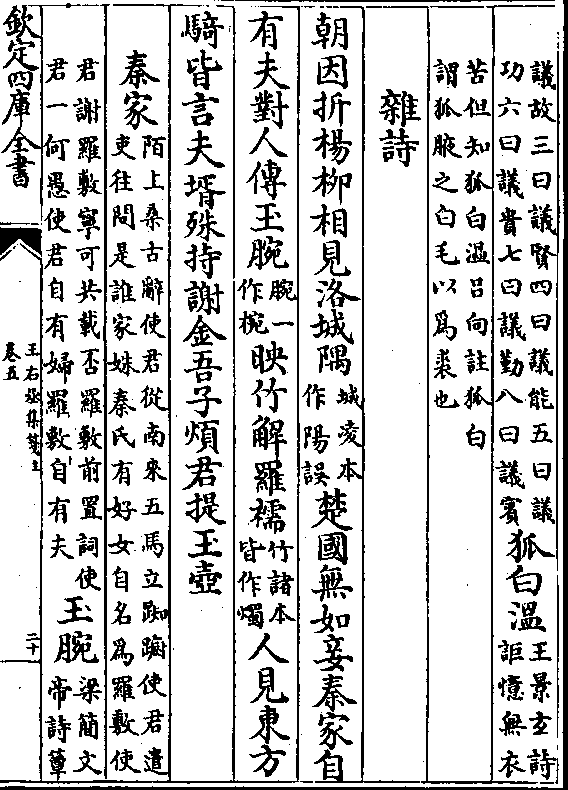 議故三曰議賢四曰議能五曰議
功六曰議貴七曰議勤八曰議賓
狐白溫
王景玄詩
詎憶無衣
苦但知狐白溫吕向註狐白
謂狐腋之白毛以為裘也
雜詩
朝因折楊柳相見洛城隅
城凌本
作陽誤
楚國無如妾秦家自
有夫對人傳玉腕
腕一
作椀
映竹解羅襦
竹諸本
皆作燭
人見東方
騎皆言夫壻殊持謝金吾子煩君提玉壺
秦家
陌上桑古辭使君從南來五馬立踟蹰使君遣
吏往問是誰家姝秦氏有好女自名爲羅敷使
君謝羅敷寧可共載否羅敷前置詞使
君一何愚使君自有婦羅敷自有夫
玉腕
梁簡文
帝詩蕈
欽定四庫全書
王右丞集箋注
卷五
二十